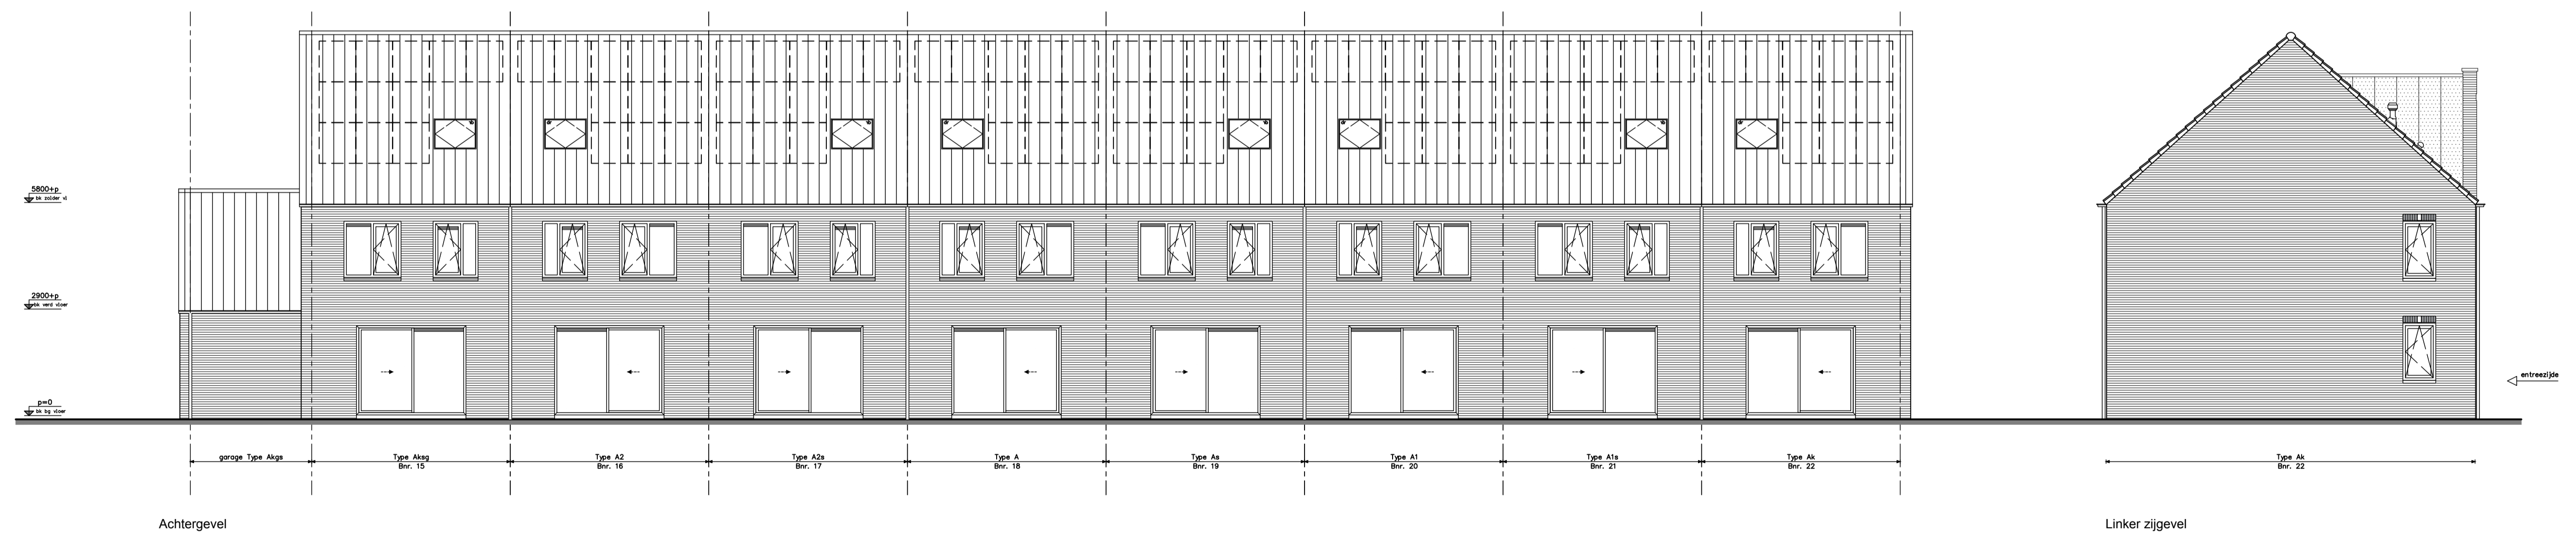 5800+p
bk zolder vl
2900+p
bk verd vloer
p=0
bk bg vloer
entreezijde
garage Type Akgs
Type Aksg
Bnr. 15
Type A2
Bnr. 16
Type A2s
Bnr. 17
Type A
Bnr. 18
Type As
Bnr. 19
Type A1
Bnr. 20
Type A1s
Bnr. 21
Type Ak
Bnr. 22
Type Ak
Bnr. 22
Achtergevel
Linker zijgevel